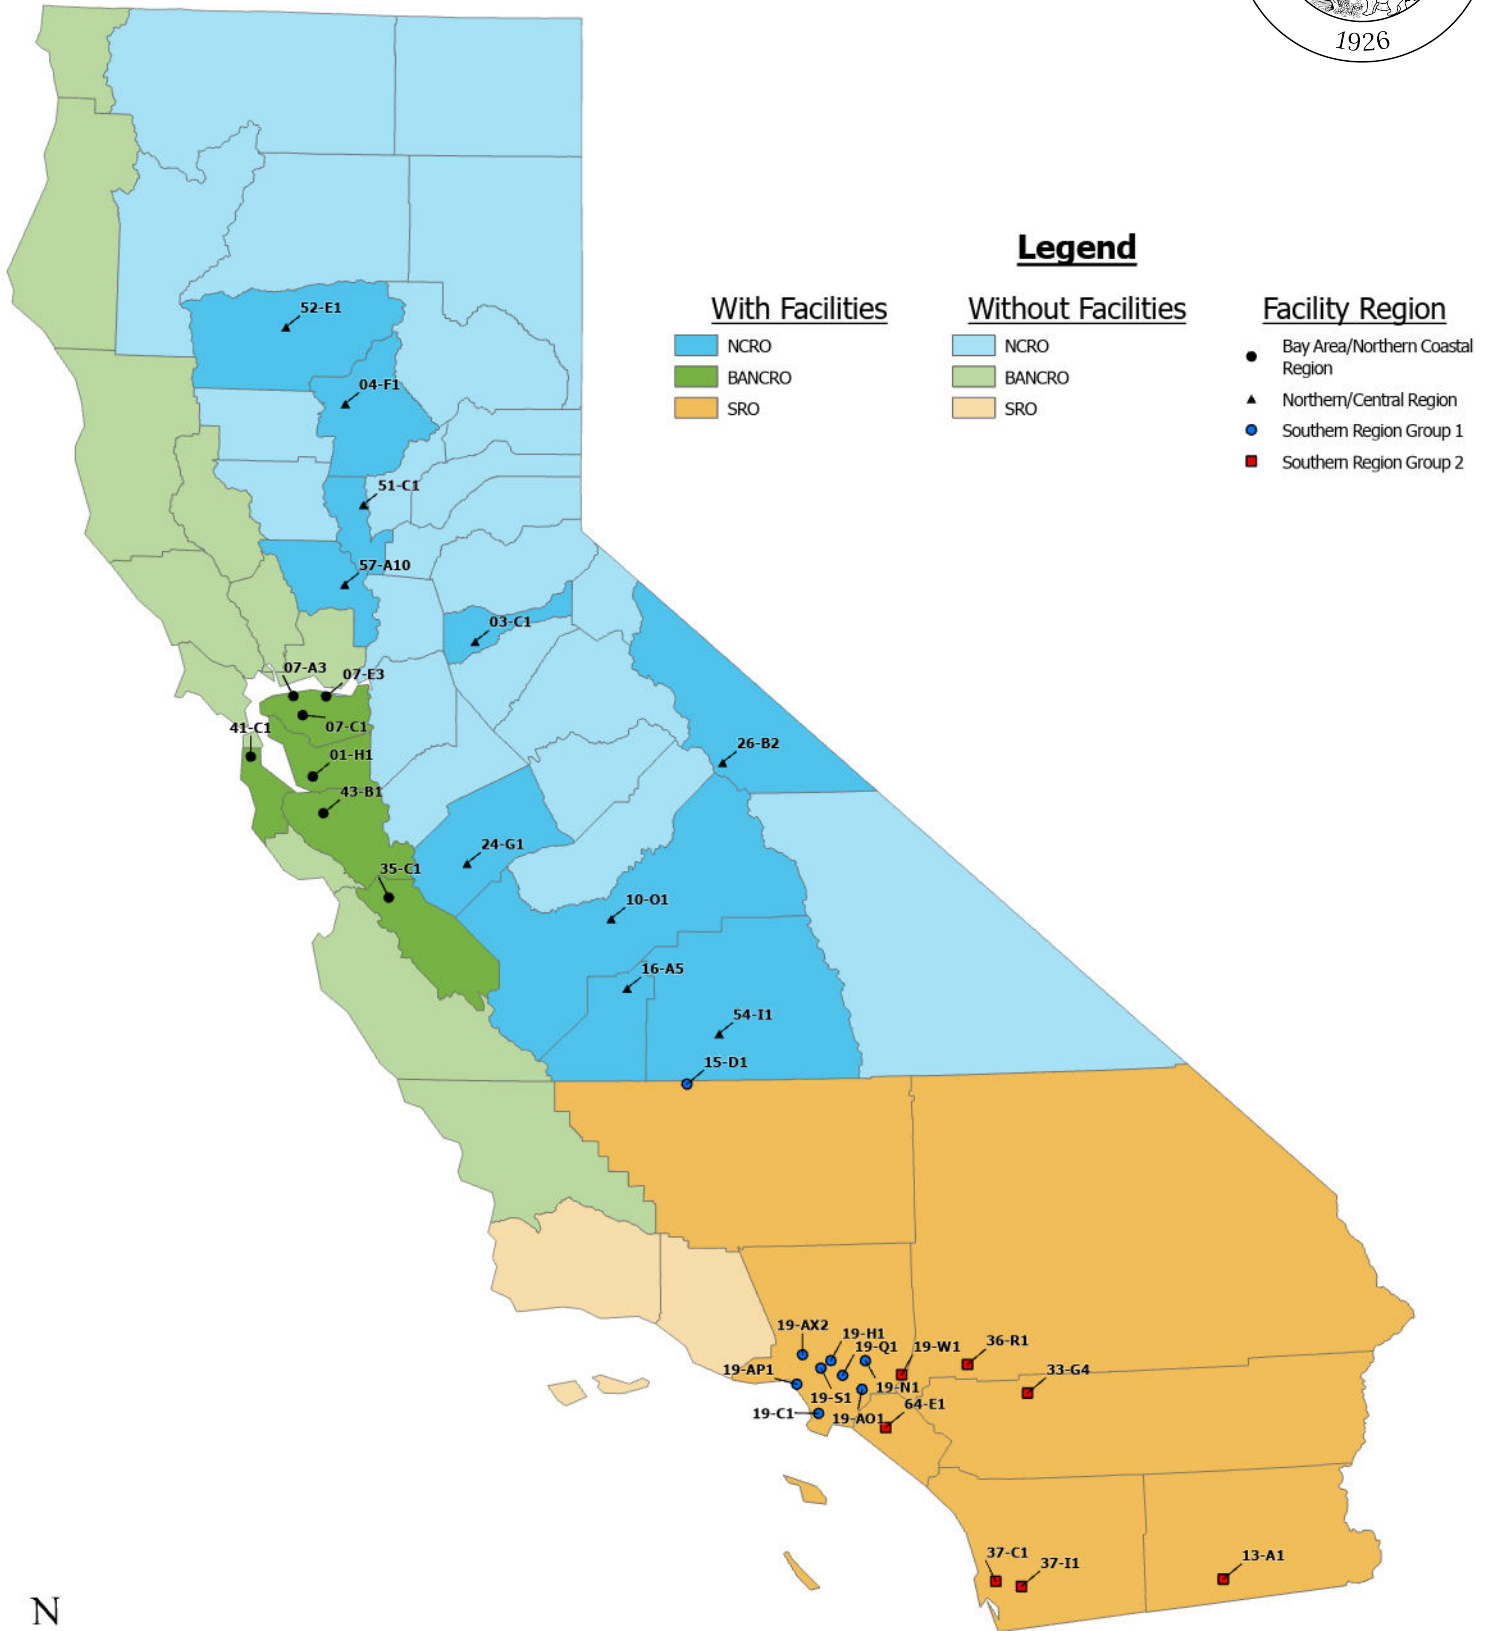 1926
Legend
With Facilities
NCRO
BANCRO
SRO
Without Facilities
NCRO
BANCRO
SRO
Facility Region
Bay Area/Northern Coastal
Region
Northern/Central Region
Southern Region Group 1
Southern Region Group 2
52-E1
04-F1
51-C1
57-A10
03-C1
07-A3
07-E3
07-C1
41-C1
01-H1
26-B2
43-B1
24-G1
35-C1
10-O1
16-A5
54-I1
15-D1
19-AX2
19-H1
19-Q1
19-W1
36-R1
19-AP1
33-G4
19-N1
19-S1
64-E1
19-C1
19-AO1
37-C1
37-I1
13-A1
N